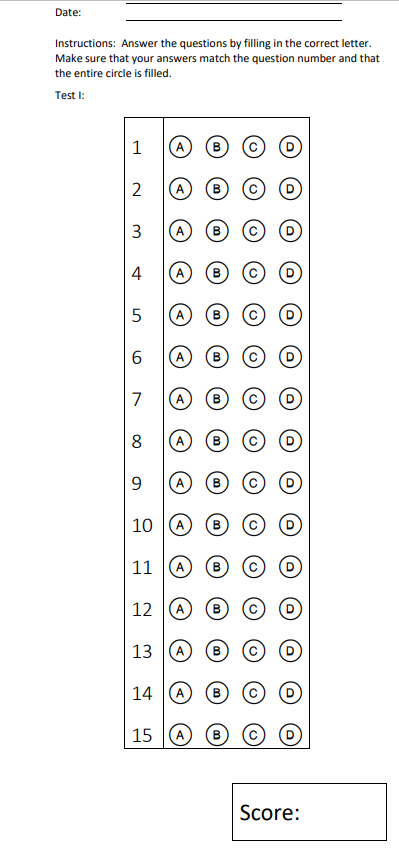 Date:
Instructions: Answer the questions by filling in the correct letter.
Make sure that your answers match the question number and that
the entire circle is filled.
Test I:
1 A B C D
2 A B C D
3 A B C D
4 A B C D
5 A B C D
6 A B C D
7 A B C D
8 A B C D
9 A B C D
10 A B C D
11 A B C D
12 A B C D
13 A B C D
14 A B C D
15 A B C D
Score: